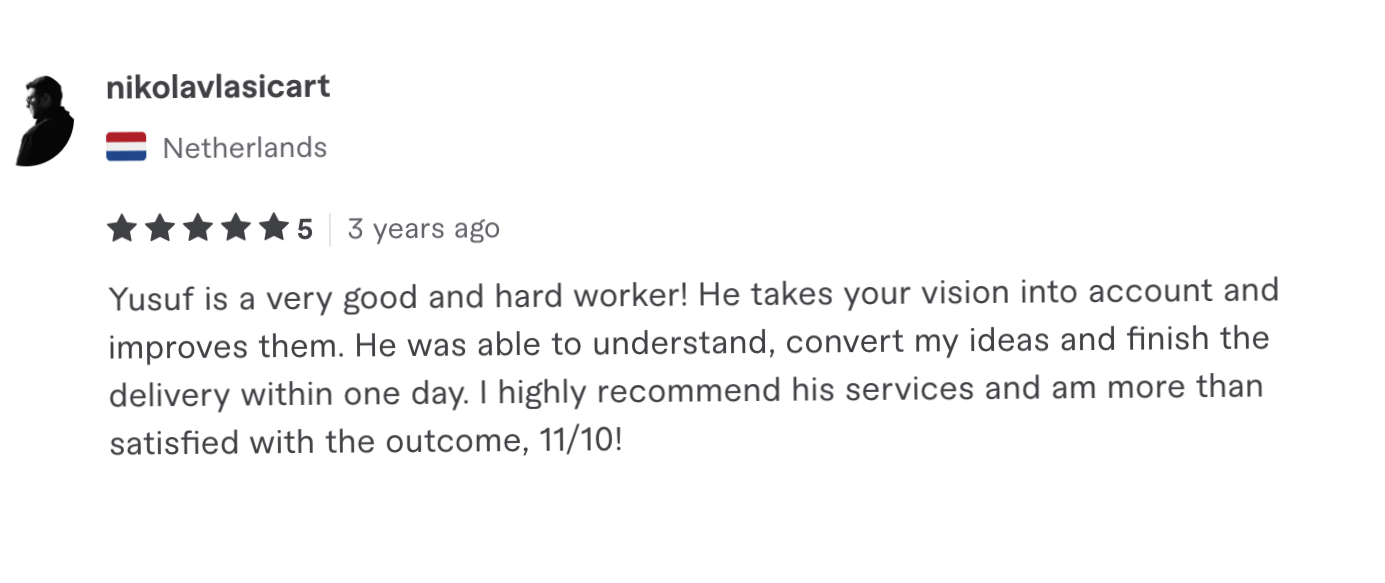 nikolavlasicart
Netherlands
5 3 years ago
Yusuf is a very good and hard worker! He takes your vision into account and
improves them. He was able to understand, convert my ideas and finish the
delivery within one day. I highly recommend his services and am more than
satisfied with the outcome, 11/10!